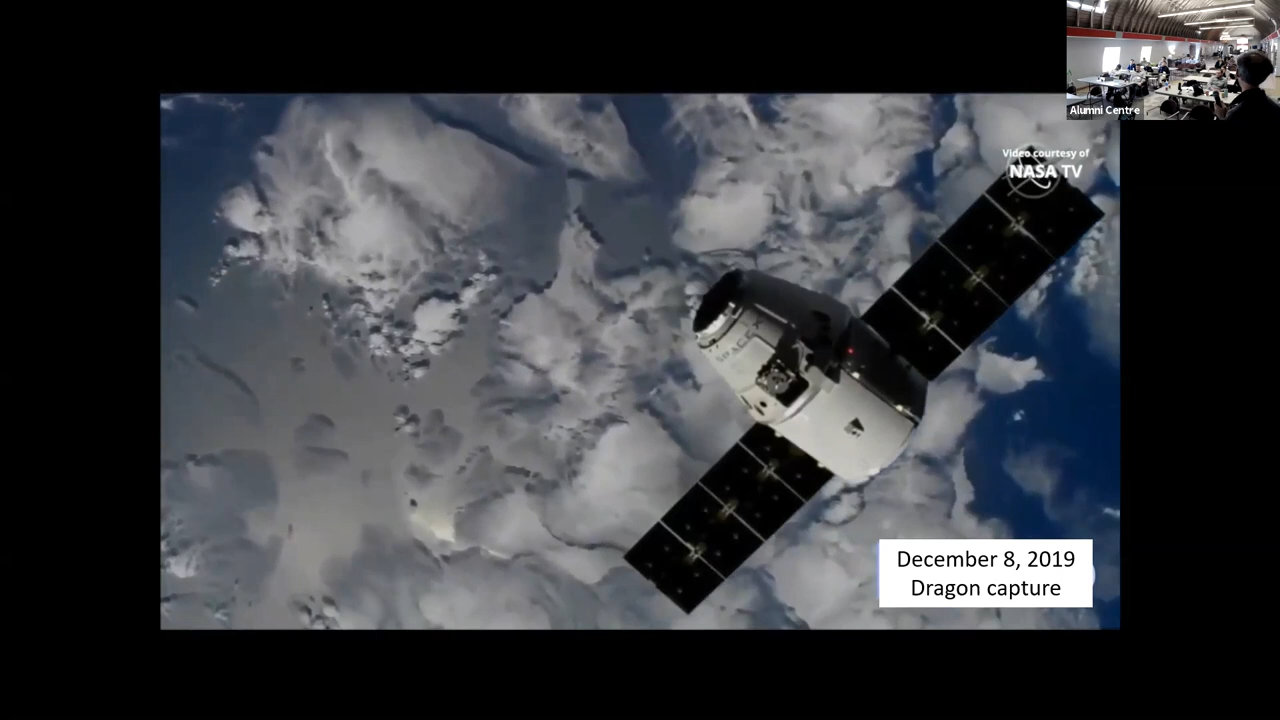 Alumni Centre
Video courtesy of
NASA TV
SPACEX
December 8, 2019
Dragon capture